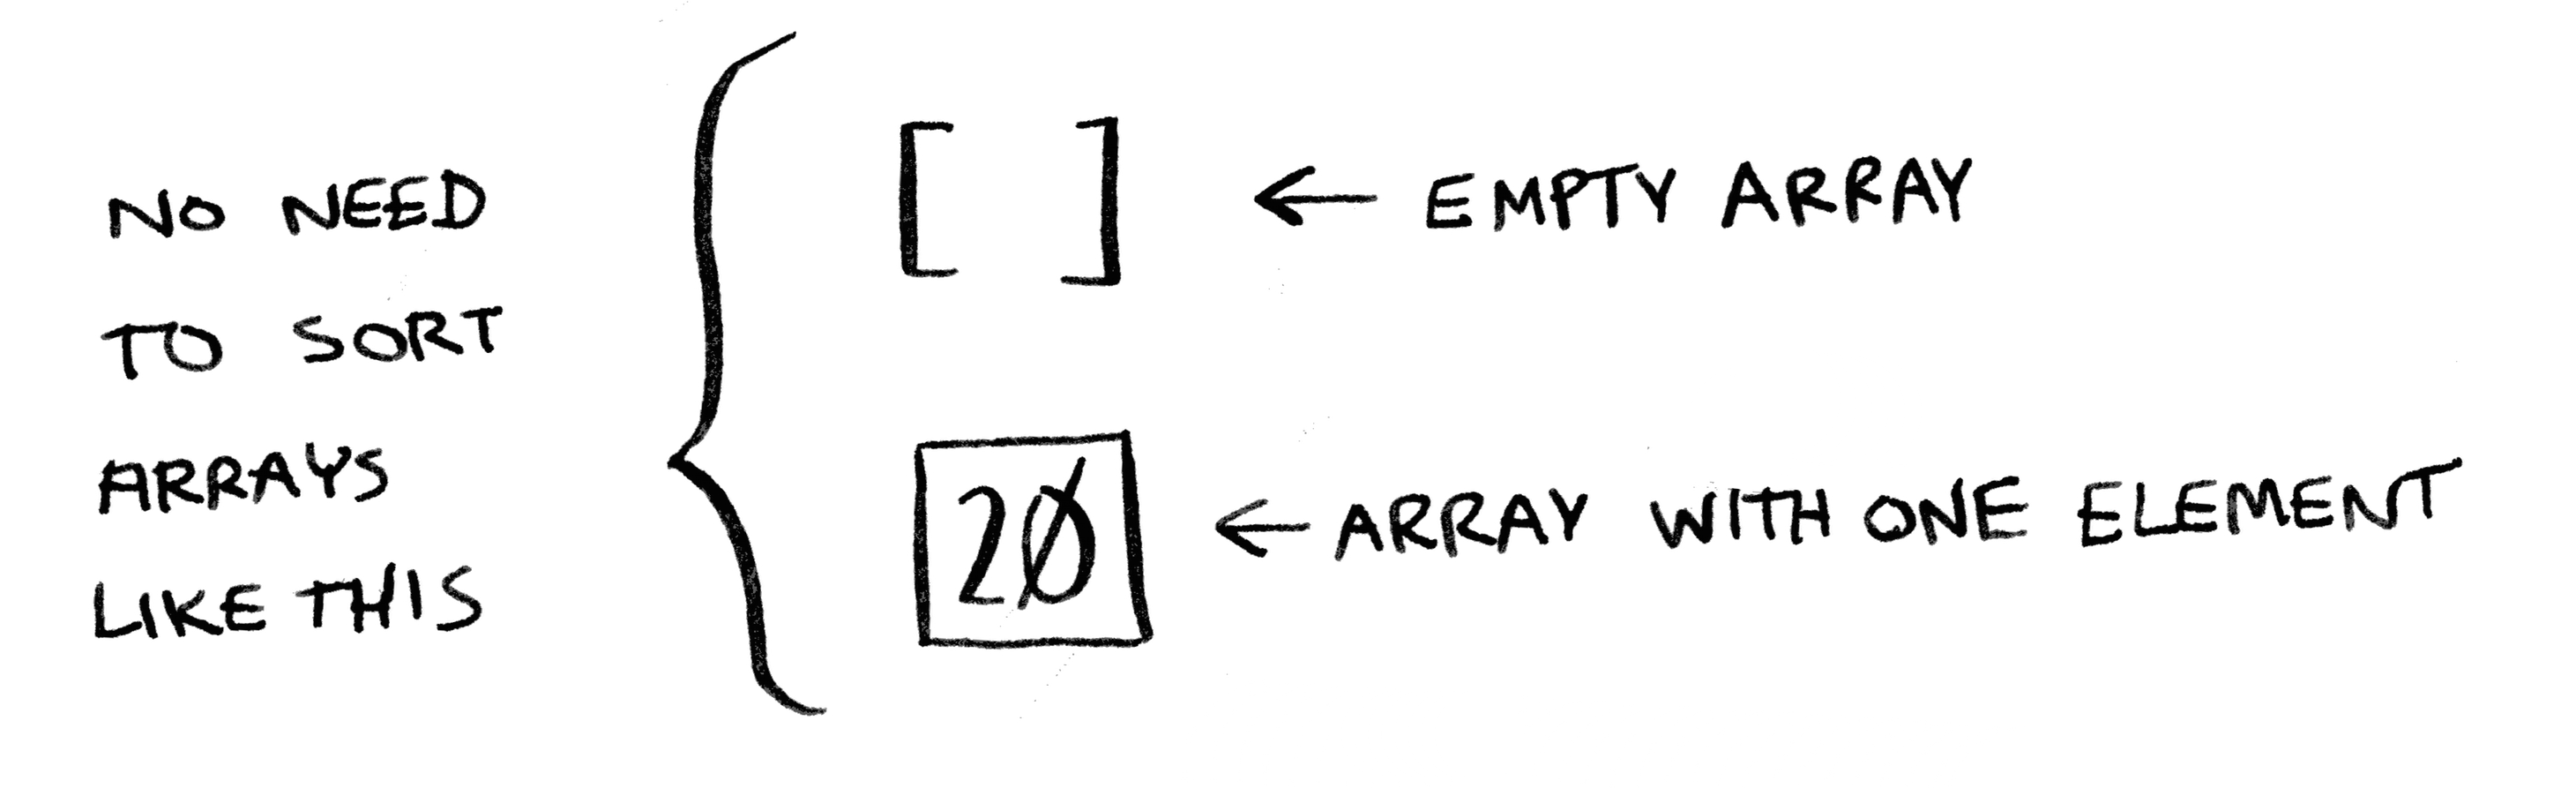 NO NEED
TO SORT
ARRAYS
LIKE THIS
[ ] ← EMPTY ARRAY
20 ← ARRAY WITH ONE ELEMENT